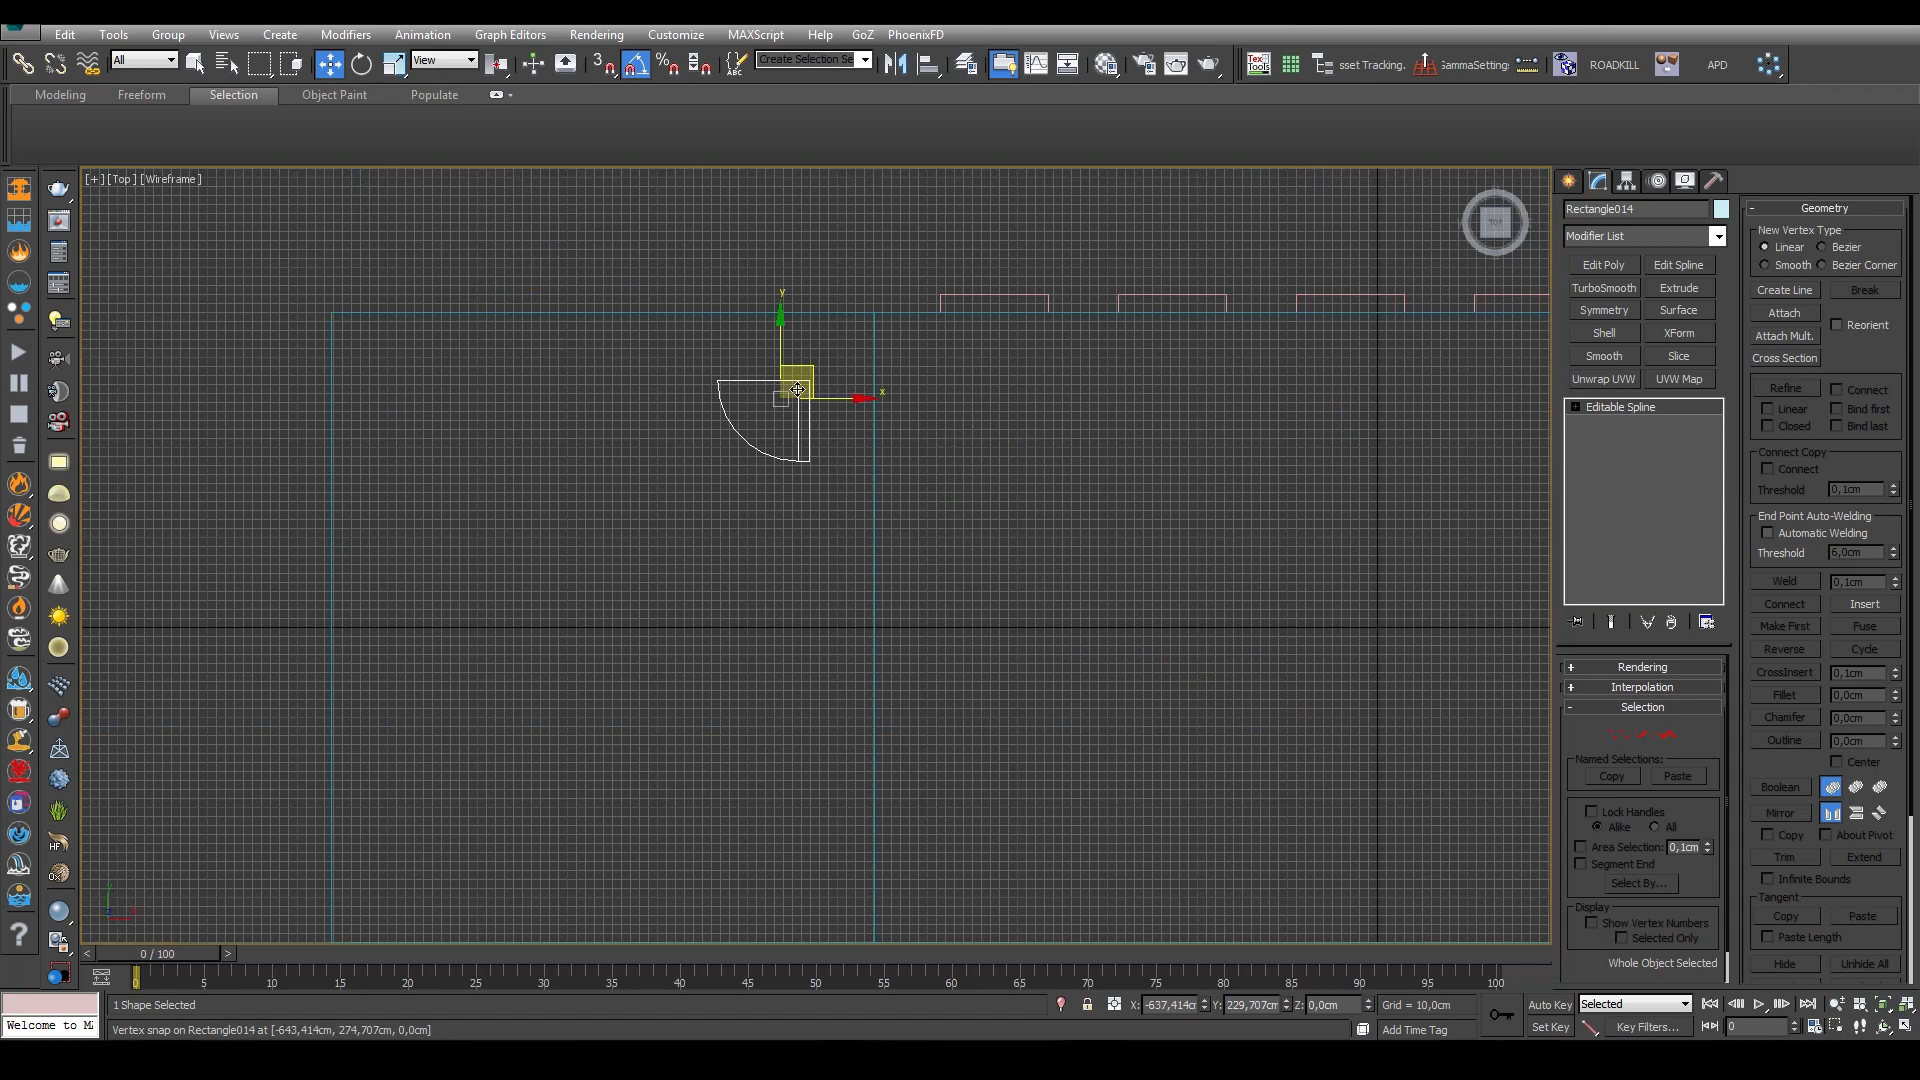 Edit Tools Group Views Create Modifiers Animation Graph Editors Rendering Customize MAXScript Help GoZ PhoenixFD
All View 3 Create Selection Se Tex Tools sset Tracking. GammaSetting: ROADKILL APD
Modeling Freeform Selection Object Paint Populate
[+] [Top] [Wireframe ]
TOP
y
x
Rectangle014
Modifier List
Edit Poly Edit Spline
TurboSmooth Extrude
Symmetry Surface
Shell XForm
Smooth Slice
Unwrap UVW UVW Map
+ Editable Spline
+ Rendering
+ Interpolation
- Selection
Named Selections:
Copy Paste
Lock Handles
Alike All
Area Selection: 0,1cm
Segment End
Select By...
Display
Show Vertex Numbers
Selected Only
Whole Object Selected
- Geometry
New Vertex Type
Linear Bezier
Smooth Bezier Corner
Create Line Break
Attach
Reorient
Attach Mult.
Cross Section
Refine Connect
Linear Bind first
Closed Bind last
Connect Copy
Connect
Threshold 0,1cm
End Point Auto-Welding
Automatic Welding
Threshold 6,0cm
Weld 0,1cm
Connect Insert
Make First Fuse
Reverse Cycle
CrossInsert 0,1cm
Fillet 0,0cm
Chamfer 0,0cm
Outline 0,0cm
Center
Boolean
Mirror
Copy About Pivot
Trim Extend
Infinite Bounds
Tangent
Copy Paste
Paste Length
Hide Unhide All
HF
< 0 / 100 >
0 5 10 15 20 25 30 35 40 45 50 55 60 65 70 75 80 85 90 95 100
1 Shape Selected X: -637,414cr Y: 229,707cm Z: 0,0cm Grid = 10,0cm Auto Key Selected
Welcome to M
Vertex snap on Rectangle014 at [-643,414cm, 274,707cm, 0,0cm] Add Time Tag Set Key Key Filters... 0